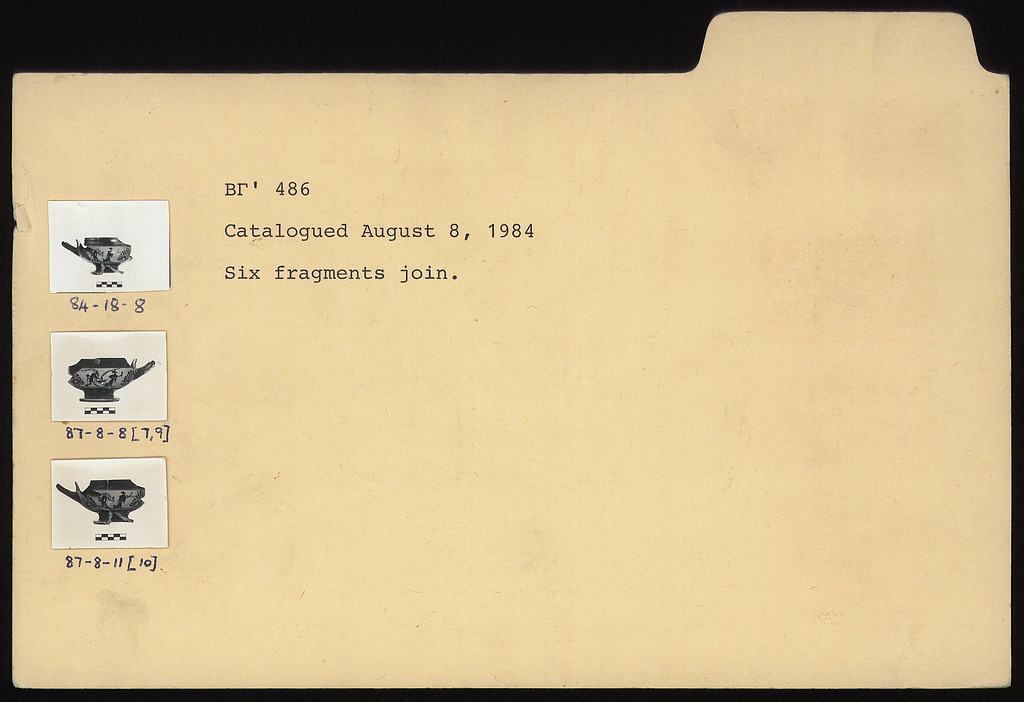 ΒΓ' 486
Catalogued August 8, 1984
Six fragments join.
84-18-8
87-8-8[7,9]
87-8-11[10]